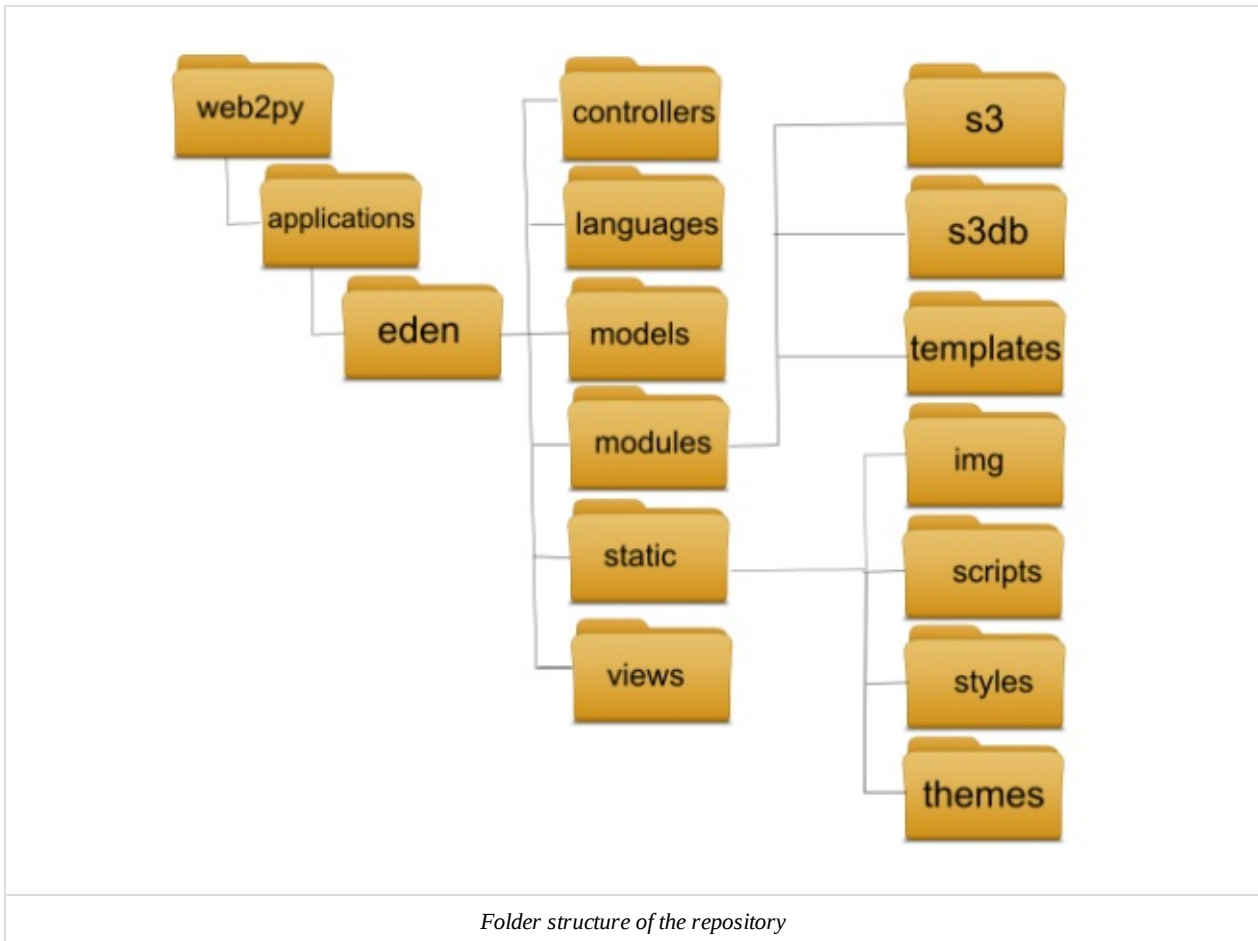 web2py
applications
eden
controllers
languages
models
modules
static
views
s3
s3db
templates
img
scripts
styles
themes
Folder structure of the repository